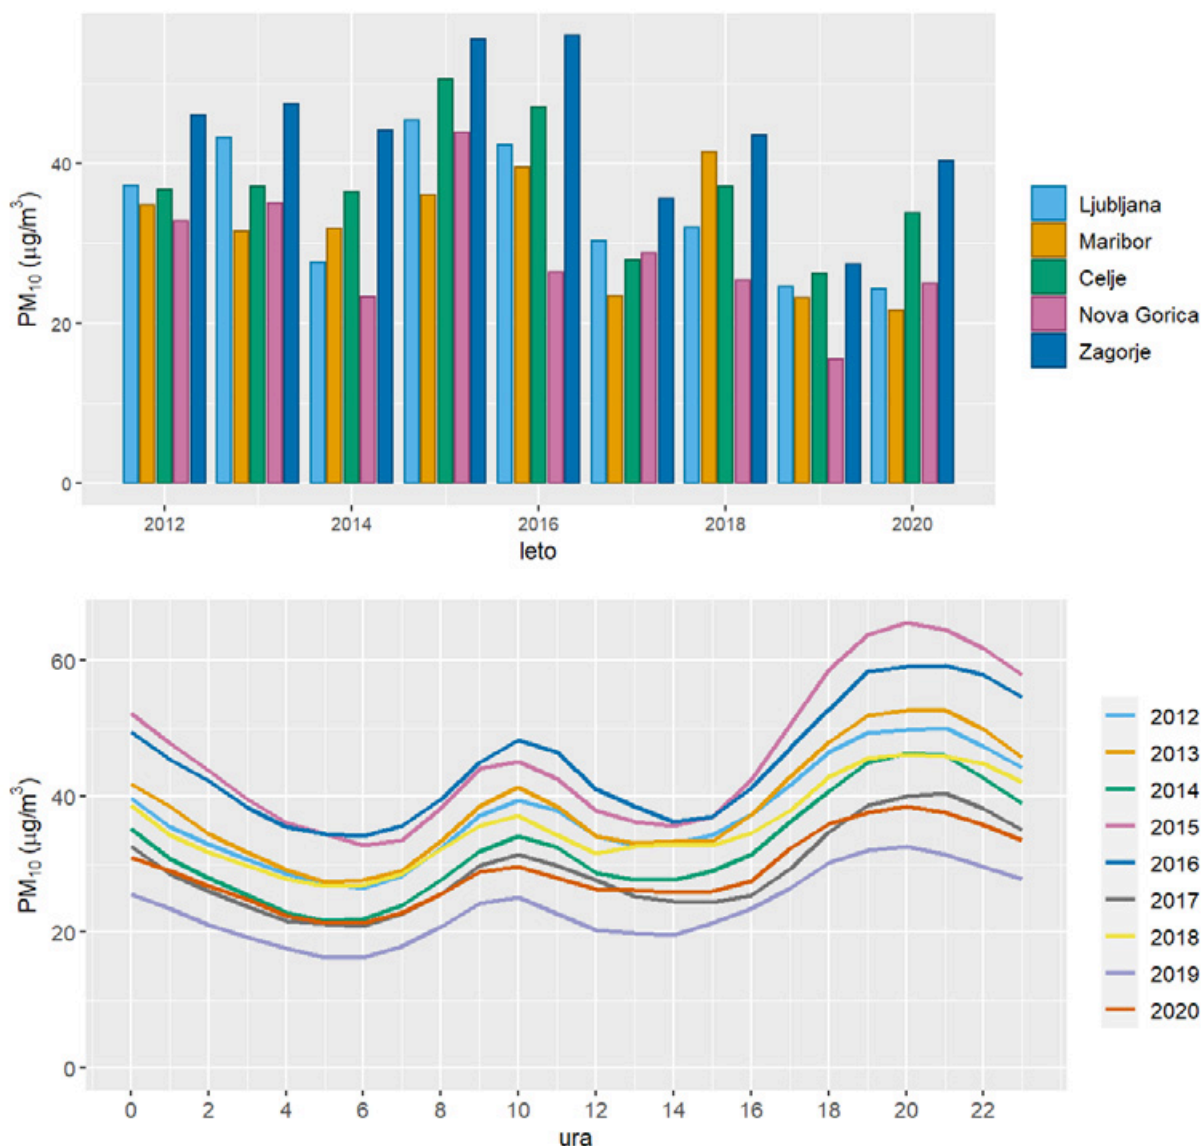 PM₁₀ (µg/m³)
40
20
0
2012 2014 2016 2018 2020
leto
Ljubljana
Maribor
Celje
Nova Gorica
Zagorje
PM₁₀ (µg/m³)
60
40
20
0
0 2 4 6 8 10 12 14 16 18 20 22
ura
2012
2013
2014
2015
2016
2017
2018
2019
2020